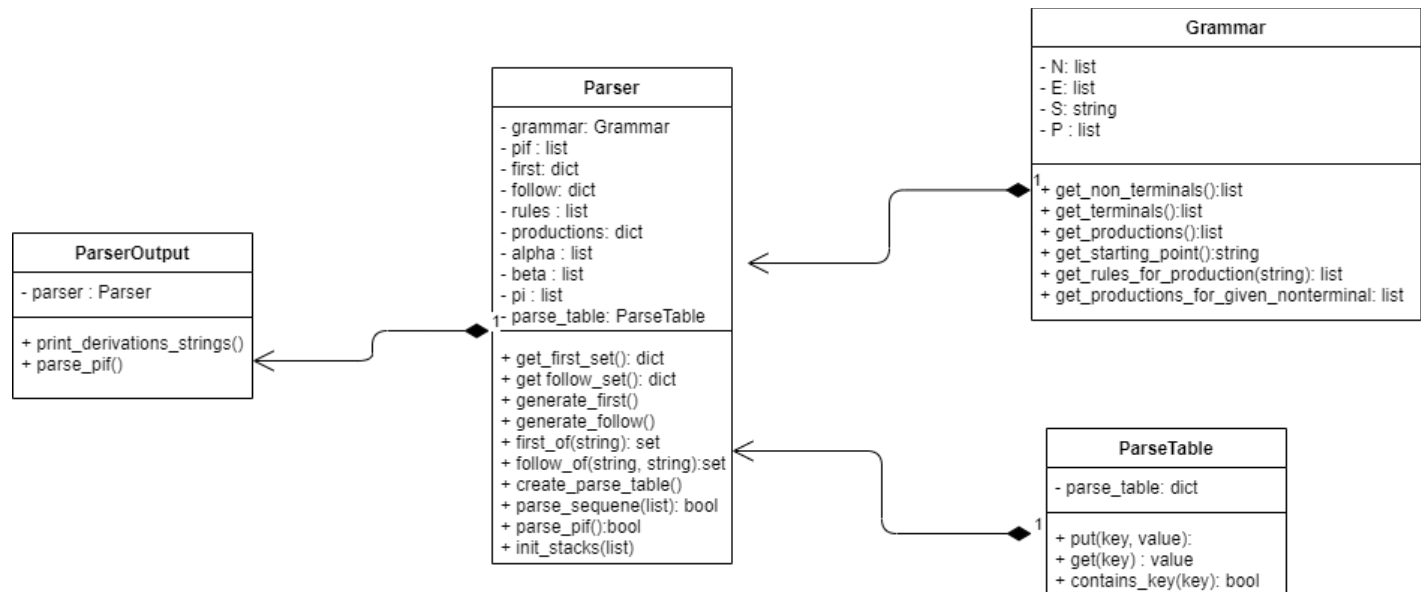 Grammar
- N: list
- E: list
- S: string
- P : list
1
+ get_non_terminals():list
+ get_terminals():list
+ get_productions():list
+ get_starting_point():string
+ get_rules_for_production(string): list
+ get_productions_for_given_nonterminal: list
Parser
- grammar: Grammar
- pif : list
- first: dict
- follow: dict
- rules : list
- productions: dict
- alpha : list
- beta : list
- pi : list
- parse_table: ParseTable
1
+ get_first_set(): dict
+ get follow_set(): dict
+ generate_first()
+ generate_follow()
+ first_of(string): set
+ follow_of(string, string):set
+ create_parse_table()
+ parse_sequene(list): bool
+ parse_pif():bool
+ init_stacks(list)
ParserOutput
- parser : Parser
+ print_derivations_strings()
+ parse_pif()
ParseTable
- parse_table: dict
1
+ put(key, value):
+ get(key) : value
+ contains_key(key): bool